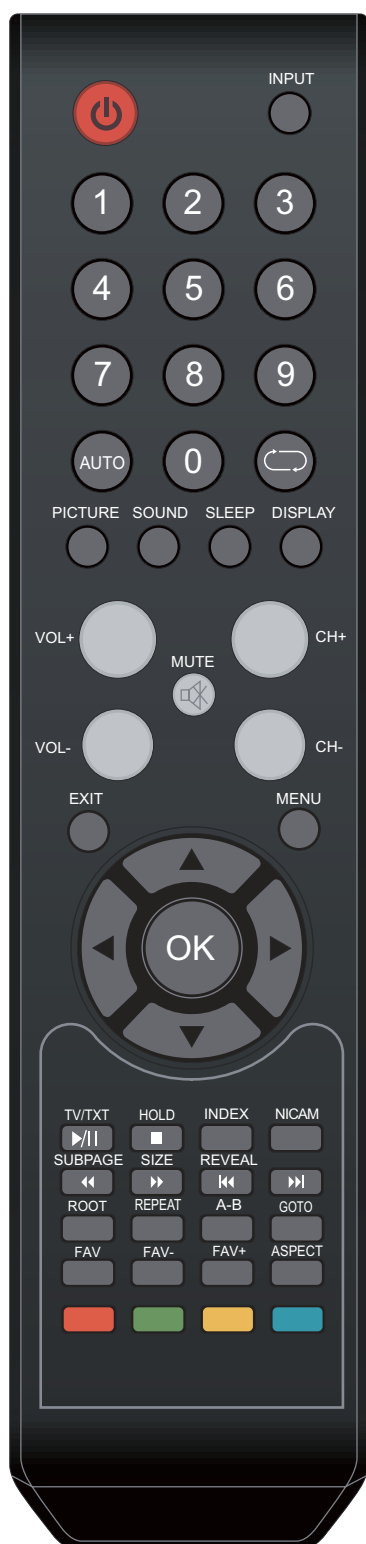 INPUT
1 2 3
4 5 6
7 8 9
AUTO 0
PICTURE SOUND SLEEP DISPLAY
VOL+ CH+
MUTE
VOL- CH-
EXIT MENU
OK
TV/TXT HOLD INDEX NICAM
SUBPAGE SIZE REVEAL
ROOT REPEAT A-B GOTO
FAV FAV- FAV+ ASPECT